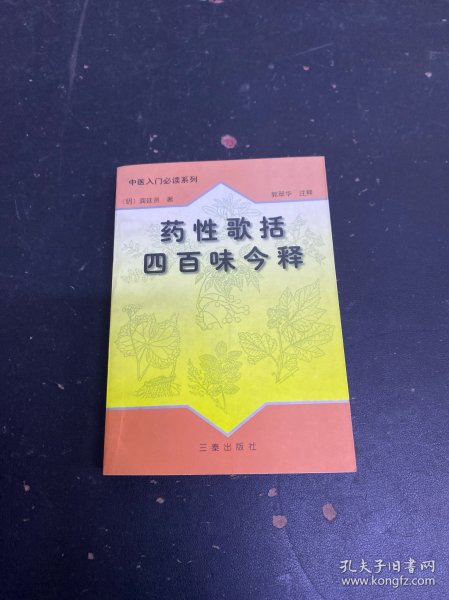 中医入门必读系列
（明）龚廷贤 著
郭翠华 注释
药性歌括
四百味今释
三秦出版社
孔夫子旧书网
www.kongfz.com